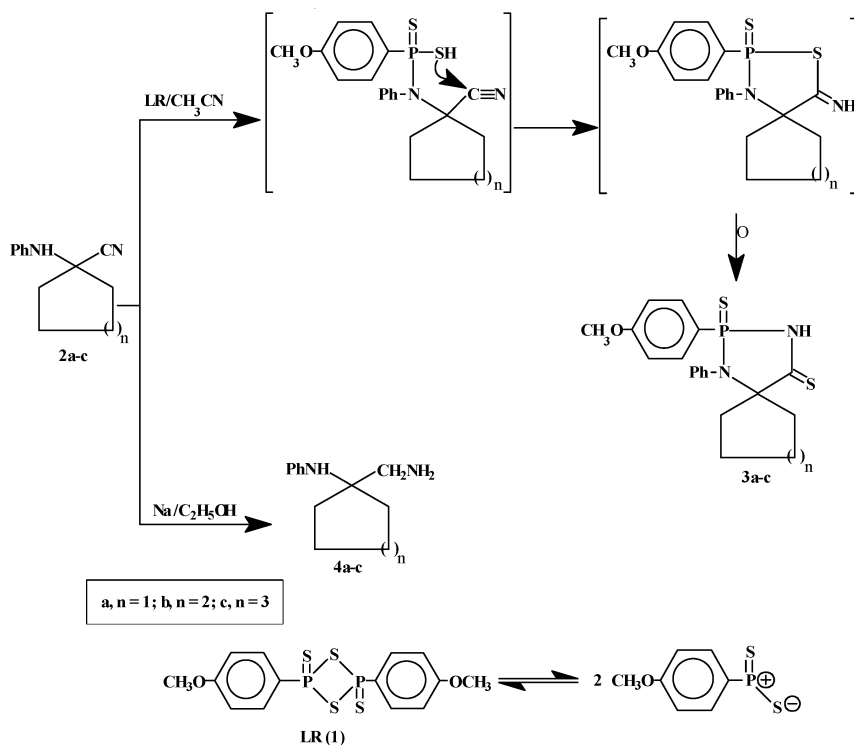 S
CH₃O
P
SH
Ph
N
C≡N
( )n
LR/CH₃CN
S
CH₃O
P
S
Ph
N
NH
( )n
O
PhNH
CN
( )n
2a-c
S
CH₃O
P
NH
Ph
N
S
( )n
3a-c
PhNH
CH₂NH₂
Na/C₂H₅OH
( )n
4a-c
a, n = 1; b, n = 2; c, n = 3
S
S
S
CH₃O
P
P
OCH₃
2 CH₃O
P
⊕
S
S
S
⊖
LR (1)